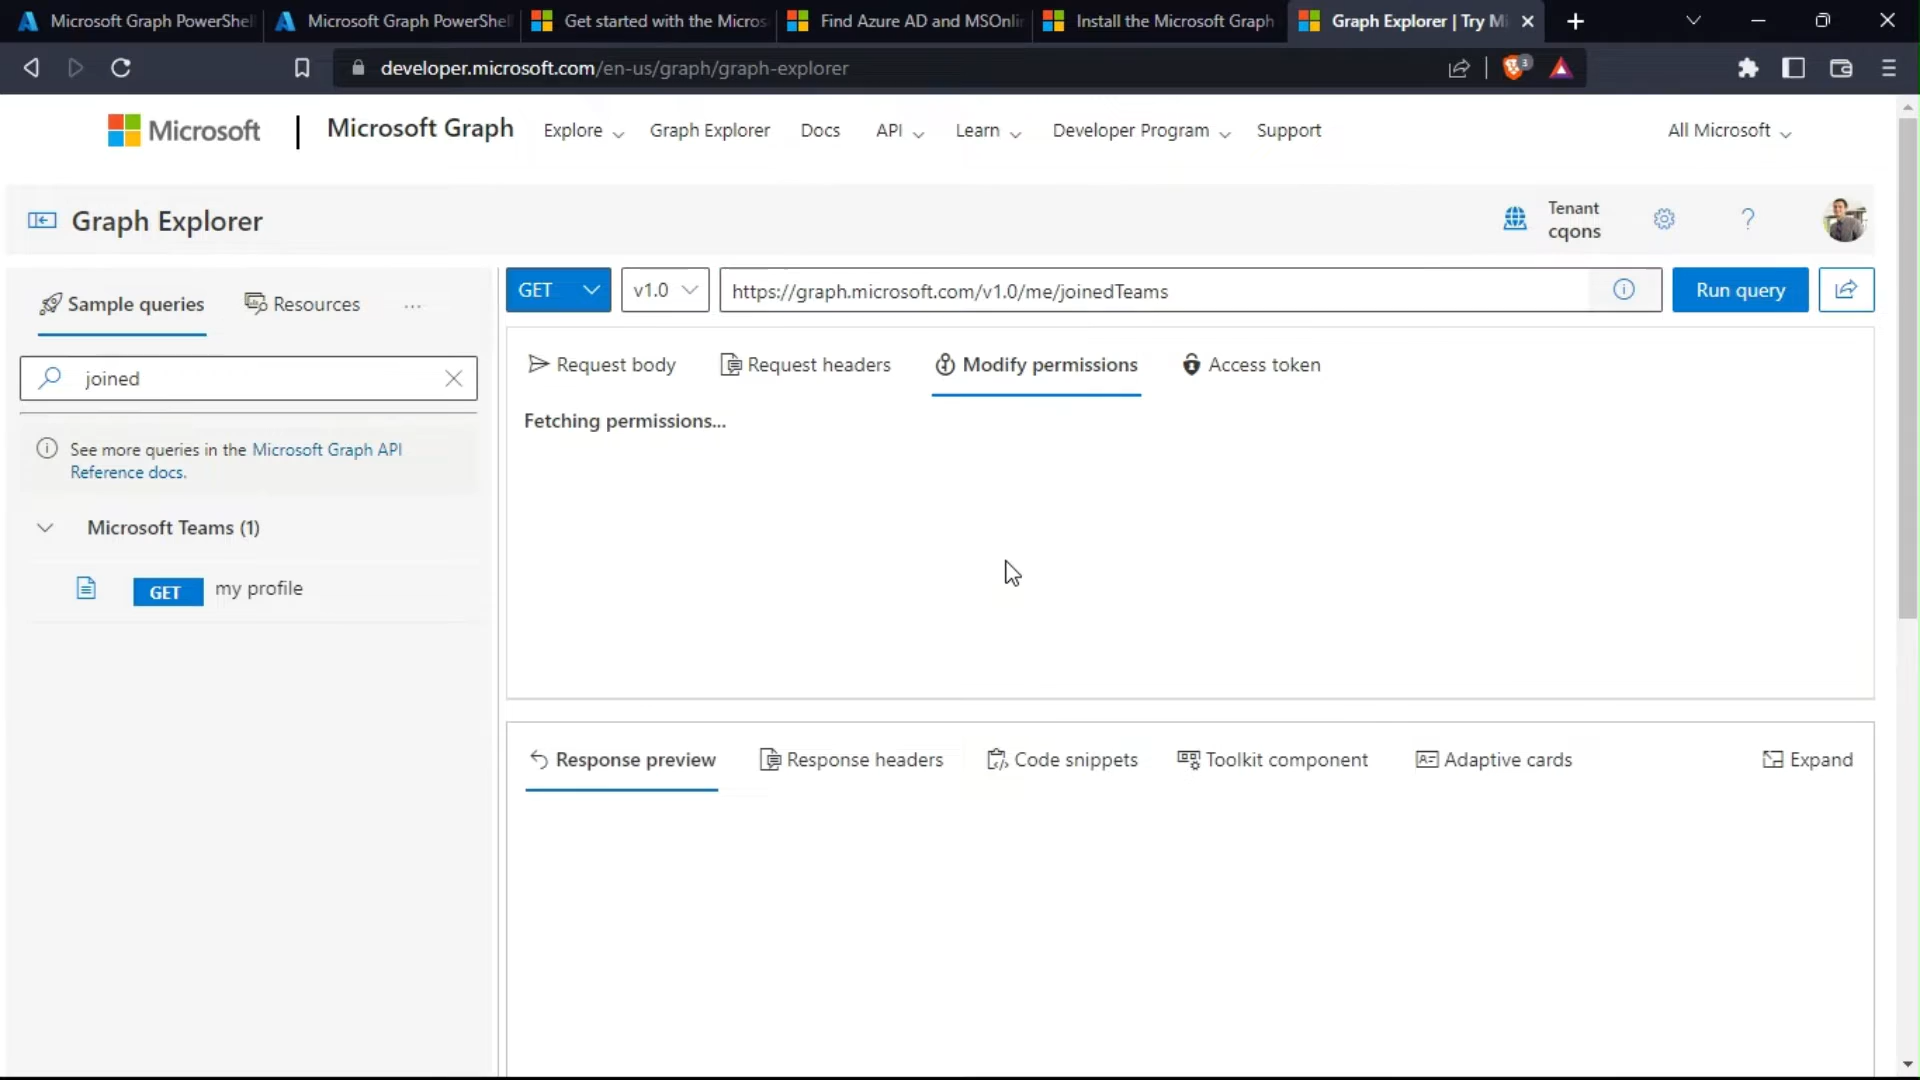 Microsoft Graph PowerShel
Microsoft Graph PowerShel
Get started with the Micros
Find Azure AD and MSOnlin
Install the Microsoft Graph
Graph Explorer | Try Mi
developer.microsoft.com/en-us/graph/graph-explorer
3
Microsoft
Microsoft Graph
Explore
Graph Explorer
Docs
API
Learn
Developer Program
Support
All Microsoft
Graph Explorer
Tenant
cqons
Sample queries
Resources
...
GET
v1.0
https://graph.microsoft.com/v1.0/me/joinedTeams
Run query
joined
Request body
Request headers
Modify permissions
Access token
Fetching permissions...
See more queries in the Microsoft Graph API
Reference docs.
Microsoft Teams (1)
GET my profile
Response preview
Response headers
Code snippets
Toolkit component
Adaptive cards
Expand